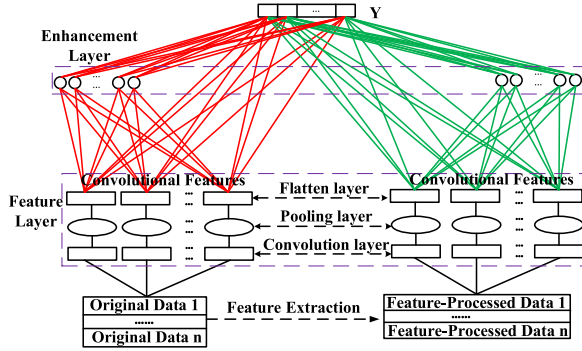 ... Y
Enhancement
Layer
... ...
... ...
Convolutional Features Convolutional Features
Flatten layer
Feature
Layer
... ...
Pooling layer
... ...
Convolution layer
... ...
Original Data 1
......
Original Data n
Feature Extraction
Feature-Processed Data 1
......
Feature-Processed Data n